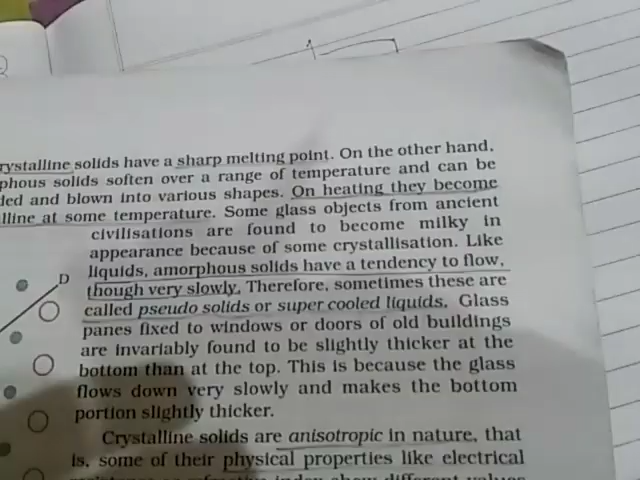 rystalline solids have a sharp melting point. On the other hand,
phous solids soften over a range of temperature and can be
ded and blown into various shapes. On heating they become
lline at some temperature. Some glass objects from ancient
civilisations are found to become milky in
appearance because of some crystallisation. Like
liquids, amorphous solids have a tendency to flow,
though very slowly. Therefore, sometimes these are
called pseudo solids or super cooled liquids. Glass
panes fixed to windows or doors of old buildings
are invariably found to be slightly thicker at the
bottom than at the top. This is because the glass
flows down very slowly and makes the bottom
portion slightly thicker.
Crystalline solids are anisotropic in nature, that
is, some of their physical properties like electrical
index show different values
D